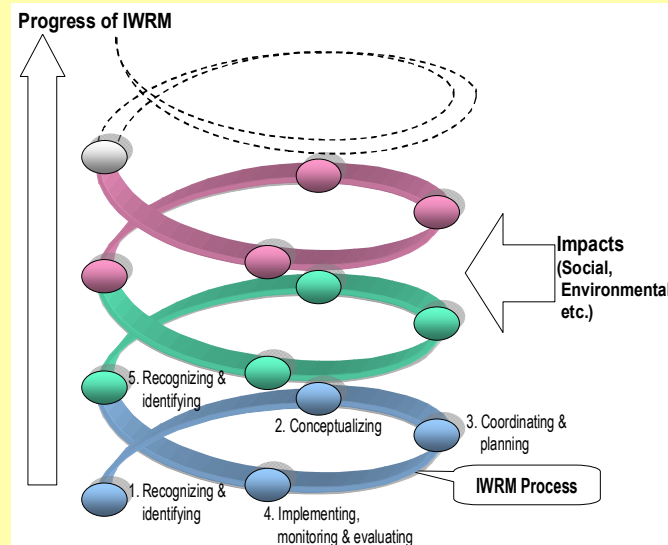 Progress of IWRM
Impacts
(Social,
Environmental
etc.)
5. Recognizing &
identifying
2. Conceptualizing
3. Coordinating &
planning
1. Recognizing &
identifying
IWRM Process
4. Implementing,
monitoring & evaluating